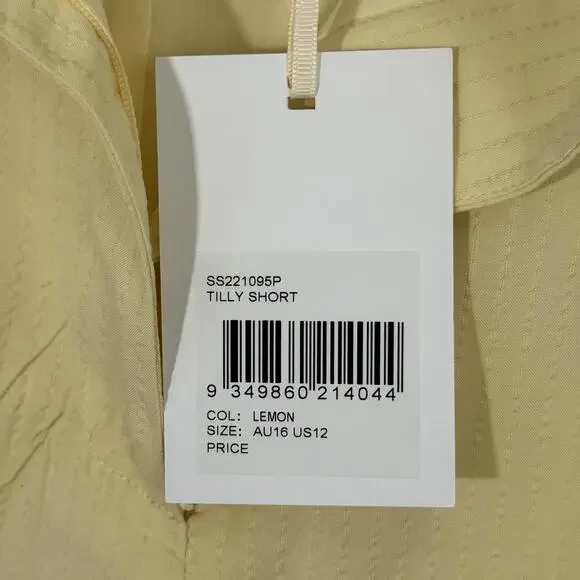 SS221095P
TILLY SHORT
9 349860 214044
COL: LEMON
SIZE: AU16 US12
PRICE